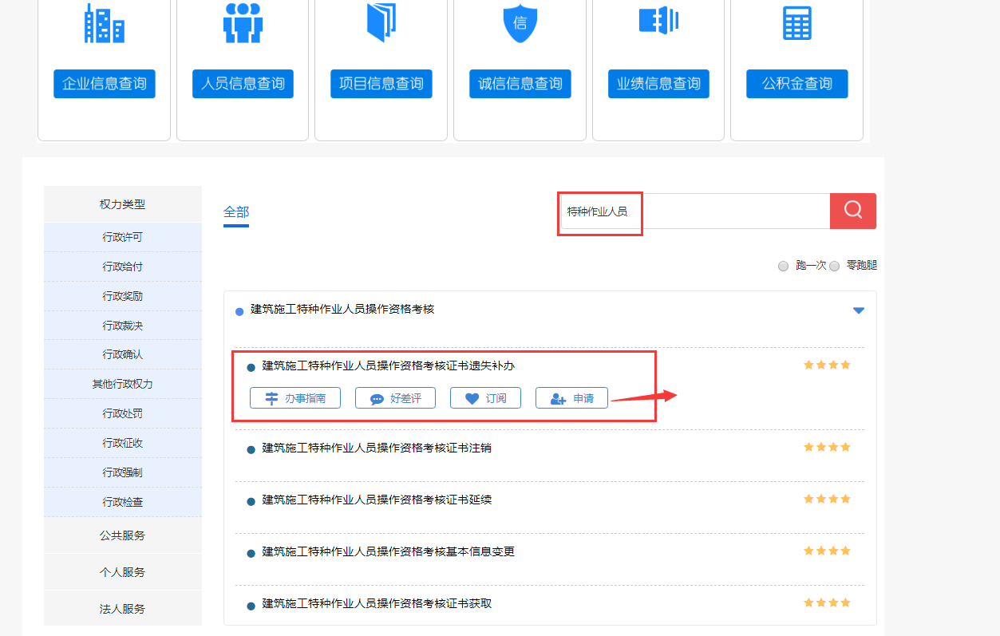 信
企业信息查询 人员信息查询 项目信息查询 诚信信息查询 业绩信息查询 公积金查询
权力类型
行政许可
行政给付
行政奖励
行政裁决
行政确认
其他行政权力
行政处罚
行政征收
行政强制
行政检查
公共服务
个人服务
法人服务
全部
特种作业人员
跑一次 零跑腿
建筑施工特种作业人员操作资格考核
建筑施工特种作业人员操作资格考核证书遗失补办
办事指南 好差评 订阅 申请
建筑施工特种作业人员操作资格考核证书注销
建筑施工特种作业人员操作资格考核证书延续
建筑施工特种作业人员操作资格考核基本信息变更
建筑施工特种作业人员操作资格考核证书获取